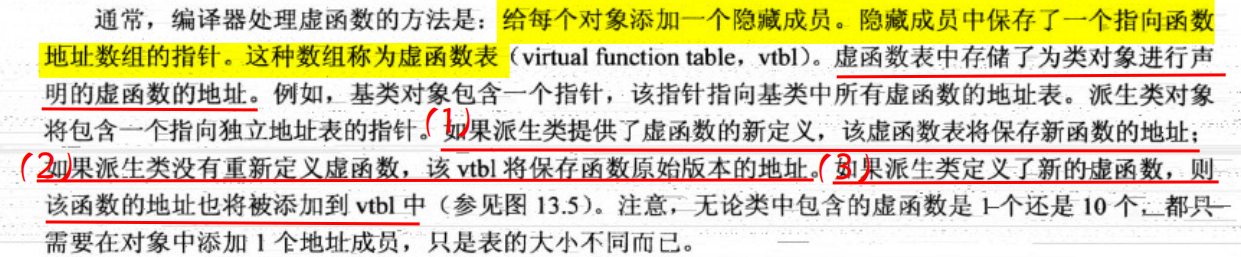 通常，编译器处理虚函数的方法是：给每个对象添加一个隐藏成员。隐藏成员中保存了一个指向函数
地址数组的指针。这种数组称为虚函数表（virtual function table，vtbl）。虚函数表中存储了为类对象进行声
明的虚函数的地址。例如，基类对象包含一个指针，该指针指向基类中所有虚函数的地址表。派生类对象
将包含一个指向独立地址表的指针。(1)如果派生类提供了虚函数的新定义，该虚函数表将保存新函数的地址；
(2)如果派生类没有重新定义虚函数，该 vtbl 将保存函数原始版本的地址。(3)如果派生类定义了新的虚函数，则
该函数的地址也将被添加到 vtbl 中（参见图 13.5）。注意，无论类中包含的虚函数是 1 个还是 10 个，都只
需要在对象中添加 1 个地址成员，只是表的大小不同而已。